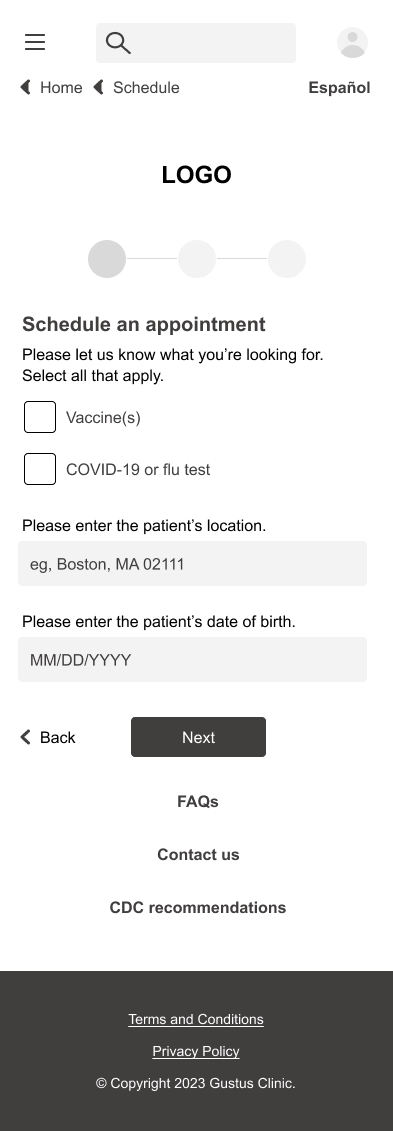 Home Schedule Español
LOGO
Schedule an appointment
Please let us know what you’re looking for.
Select all that apply.
Vaccine(s)
COVID-19 or flu test
Please enter the patient’s location.
eg, Boston, MA 02111
Please enter the patient’s date of birth.
MM/DD/YYYY
Back Next
FAQs
Contact us
CDC recommendations
Terms and Conditions
Privacy Policy
© Copyright 2023 Gustus Clinic.